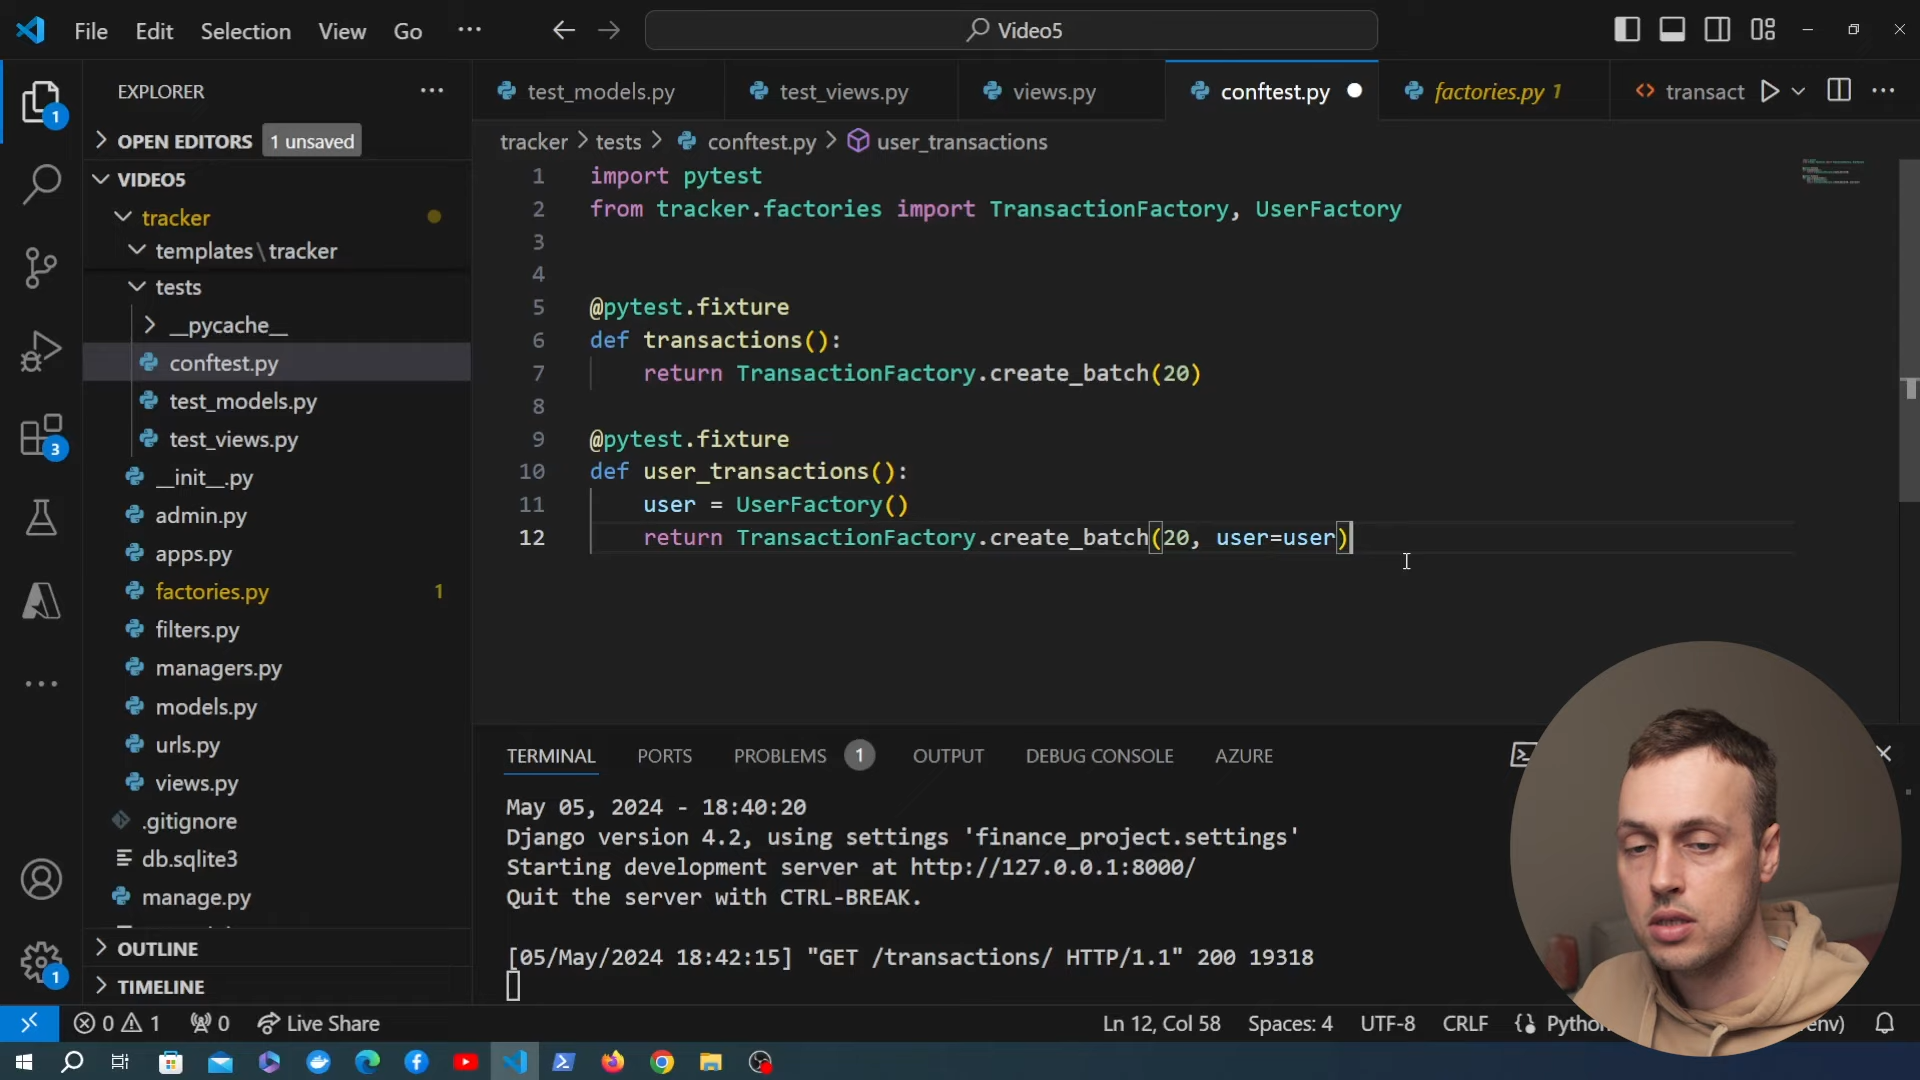 File Edit Selection View Go ··· Video5
EXPLORER ···
OPEN EDITORS 1 unsaved
VIDEO5
tracker
templates\tracker
tests
__pycache__
conftest.py
test_models.py
test_views.py
__init__.py
admin.py
apps.py
factories.py 1
filters.py
managers.py
models.py
urls.py
views.py
.gitignore
db.sqlite3
manage.py
OUTLINE
TIMELINE
1
3
1
test_models.py test_views.py views.py conftest.py factories.py 1 transact
tracker > tests > conftest.py > user_transactions
1 import pytest
2 from tracker.factories import TransactionFactory, UserFactory
3
4
5 @pytest.fixture
6 def transactions():
7 return TransactionFactory.create_batch(20)
8
9 @pytest.fixture
10 def user_transactions():
11 user = UserFactory()
12 return TransactionFactory.create_batch(20, user=user)
TERMINAL PORTS PROBLEMS 1 OUTPUT DEBUG CONSOLE AZURE
May 05, 2024 - 18:40:20
Django version 4.2, using settings 'finance_project.settings'
Starting development server at http://127.0.0.1:8000/
Quit the server with CTRL-BREAK.
[05/May/2024 18:42:15] "GET /transactions/ HTTP/1.1" 200 19318
0 1 0 Live Share Ln 12, Col 58 Spaces: 4 UTF-8 CRLF